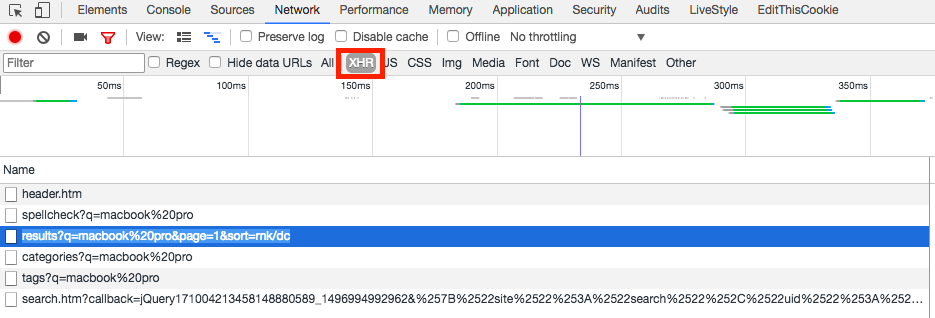 Elements Console Sources Network Performance Memory Application Security Audits LiveStyle EditThisCookie
Preserve log Disable cache Offline No throttling
Filter Regex Hide data URLs All XHR JS CSS Img Media Font Doc WS Manifest Other
50ms 100ms 150ms 200ms 250ms 300ms 350ms
Name
header.htm
spellcheck?q=macbook%20pro
results?q=macbook%20pro&page=1&sort=rnk/dc
categories?q=macbook%20pro
tags?q=macbook%20pro
search.htm?callback=jQuery171004213458148880589_1496994992962&%257B%2522site%2522%253A%2522search%2522%252C%2522uid%2522%253A%252…